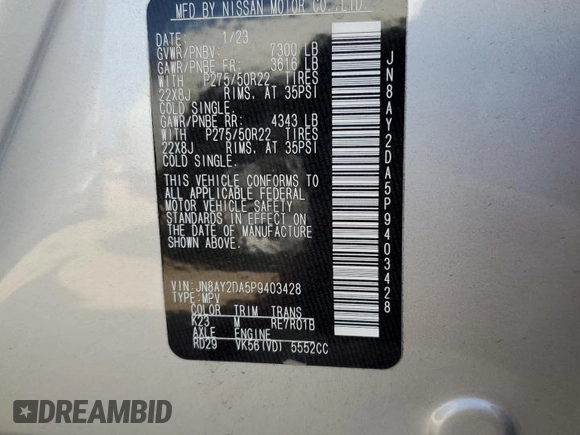 MFD BY NISSAN MOTOR CO.,LTD.
DATE: 1/23
GVWR/PNBV: 7300 LB
GAWR/PNBE FR: 3616 LB
WITH P275/50R22 TIRES
22X8J RIMS, AT 35PSI
COLD SINGLE.
GAWR/PNBE RR: 4343 LB
WITH P275/50R22 TIRES
22X8J RIMS, AT 35PSI
COLD SINGLE.
THIS VEHICLE CONFORMS TO
ALL APPLICABLE FEDERAL
MOTOR VEHICLE SAFETY
STANDARDS IN EFFECT ON
THE DATE OF MANUFACTURE
SHOWN ABOVE.
VIN:JN8AY2DA5P9403428
TYPE:MPV
COLOR TRIM TRANS
K23 M RE7R01B
AXLE ENGINE
RD29 VK56(VD) 5552CC
JN8AY2DA5P9403428
DREAMBID